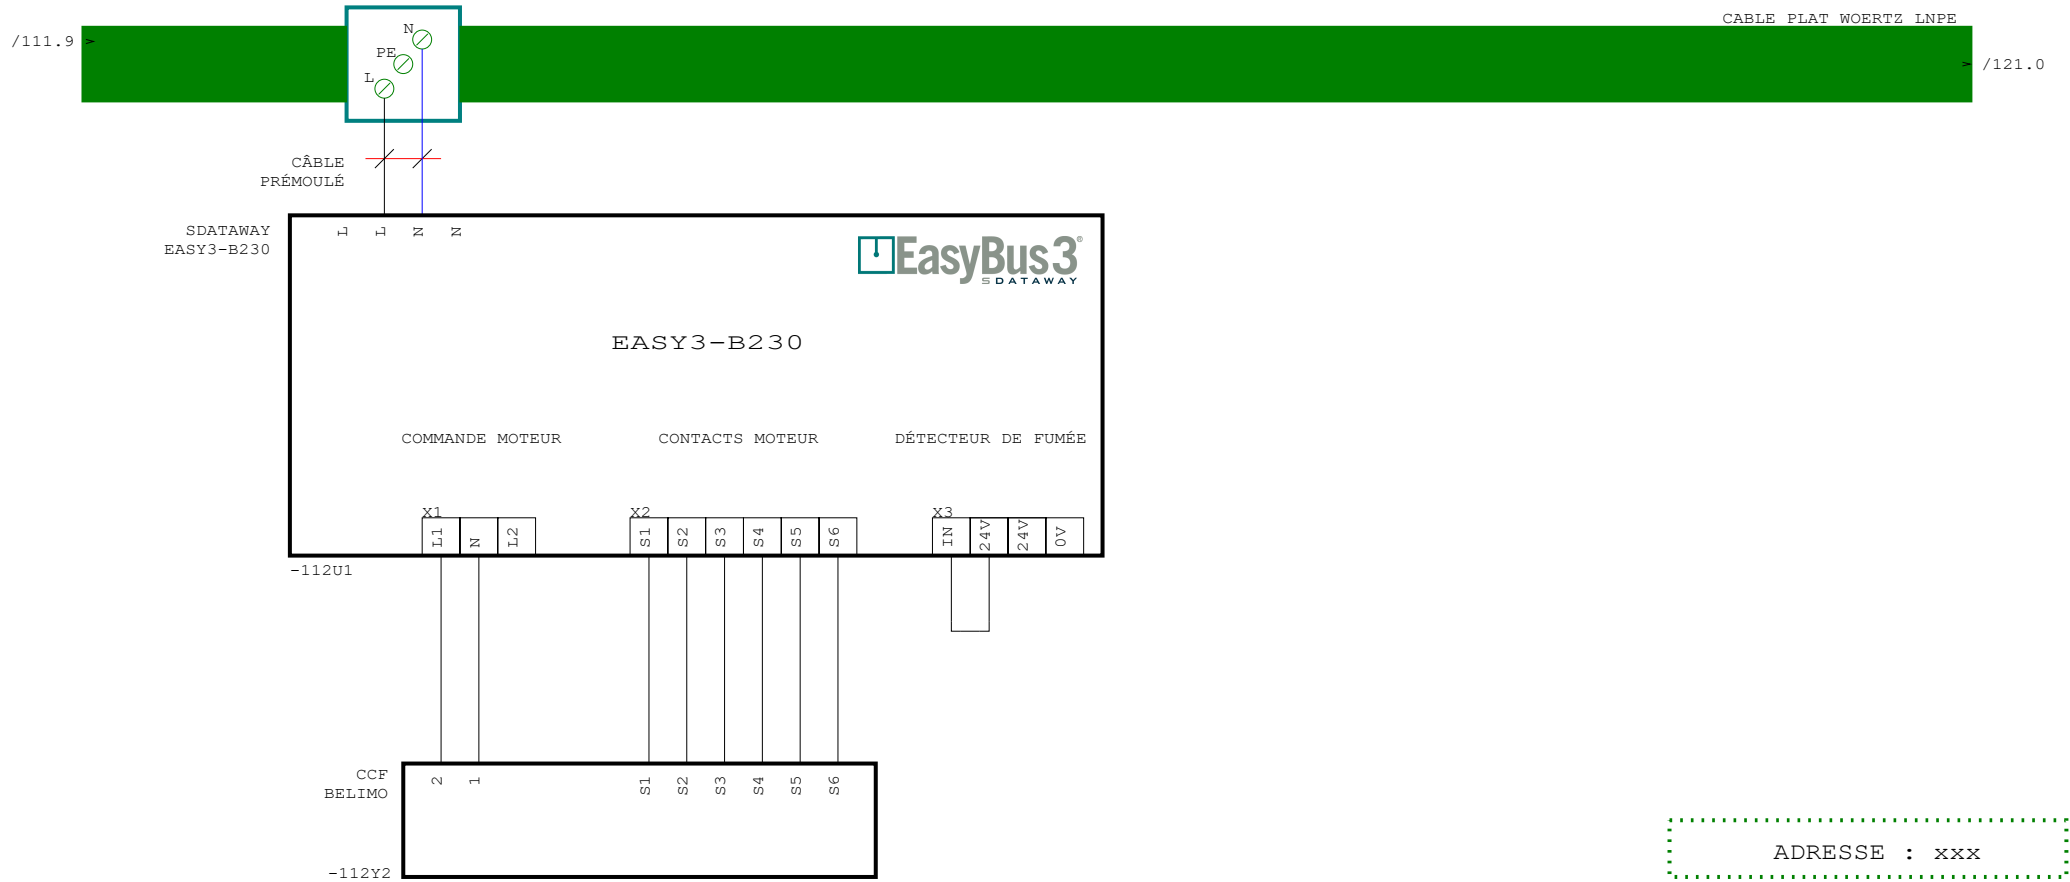 CABLE PLAT WOERTZ LNPE
/111.9 >
> /121.0
N
PE
L
CÂBLE
PRÉMOULÉ
SDATAWAY
EASY3-B230
L L N N
EasyBus3®
SDATAWAY
EASY3-B230
COMMANDE MOTEUR CONTACTS MOTEUR DÉTECTEUR DE FUMÉE
X1 X2 X3
L1 N L2 S1 S2 S3 S4 S5 S6 IN 24V 24V 0V
-112U1
CCF
BELIMO
2 1 S1 S2 S3 S4 S5 S6
-112Y2
ADRESSE : xxx